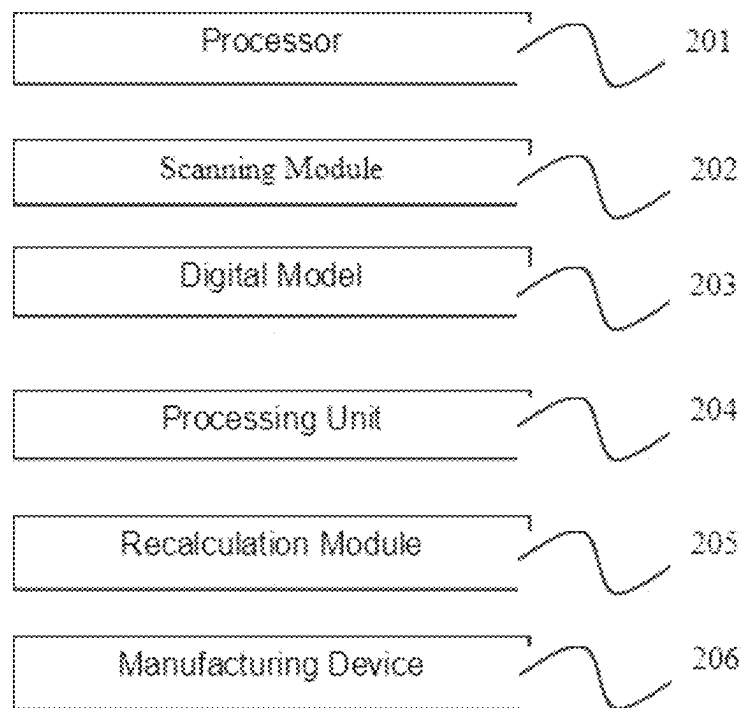 Processor 201
Scanning Module 202
Digital Model 203
Processing Unit 204
Recalculation Module 205
Manufacturing Device 206